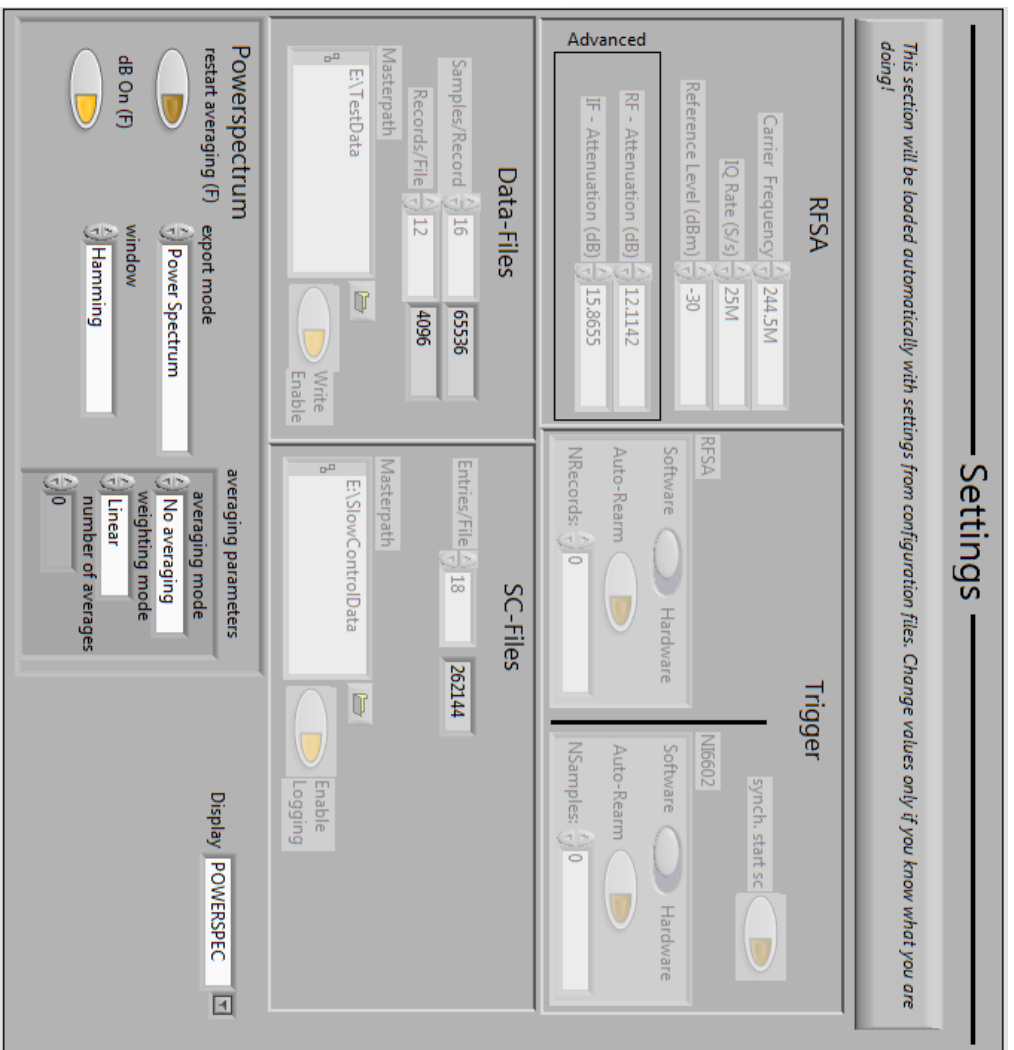 Settings
This section will be loaded automatically with settings from configuration files. Change values only if you know what you are
doing!
RFSA
Carrier Frequency 244.5M
IQ Rate (S/s) 25M
Reference Level (dBm) -30
Advanced
RF - Attenuation (dB) 12.1142
IF - Attenuation (dB) 15.8655
Trigger
synch. start sc
RFSA
Software Hardware
Auto-Rearm
NRecords: 0
NI6602
Software Hardware
Auto-Rearm
NSamples: 0
Data-Files
Samples/Record 16 65536
Records/File 12 4096
Masterpath
E:\TestData
Write
Enable
SC-Files
Entries/File 18 262144
Masterpath
E:\SlowControlData
Enable
Logging
Powerspectrum
restart averaging (F)
dB On (F)
export mode
Power Spectrum
window
Hamming
averaging parameters
averaging mode
No averaging
weighting mode
Linear
number of averages
0
Display POWERSPEC